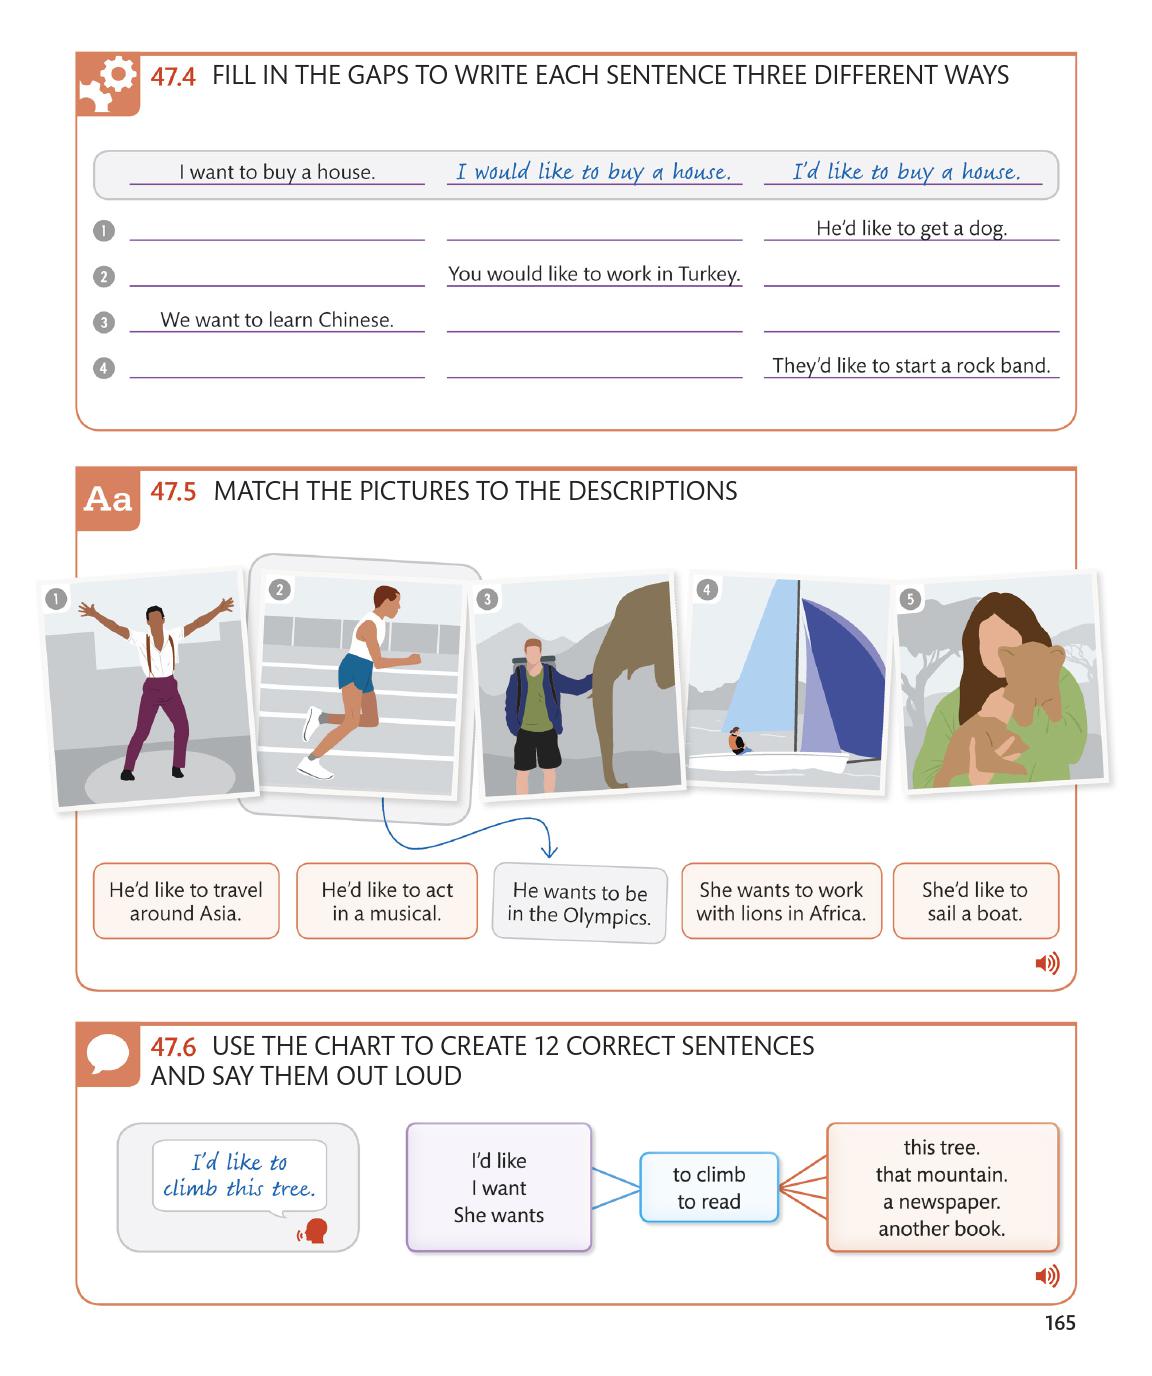 47.4 FILL IN THE GAPS TO WRITE EACH SENTENCE THREE DIFFERENT WAYS
I want to buy a house. I would like to buy a house. I'd like to buy a house.
1 He'd like to get a dog.
2 You would like to work in Turkey.
3 We want to learn Chinese.
4 They'd like to start a rock band.
Aa 47.5 MATCH THE PICTURES TO THE DESCRIPTIONS
1 2 3 4 5
He'd like to travel
around Asia.
He'd like to act
in a musical.
He wants to be
in the Olympics.
She wants to work
with lions in Africa.
She'd like to
sail a boat.
47.6 USE THE CHART TO CREATE 12 CORRECT SENTENCES
AND SAY THEM OUT LOUD
I'd like to
climb this tree.
I'd like
I want
She wants
to climb
to read
this tree.
that mountain.
a newspaper.
another book.
165